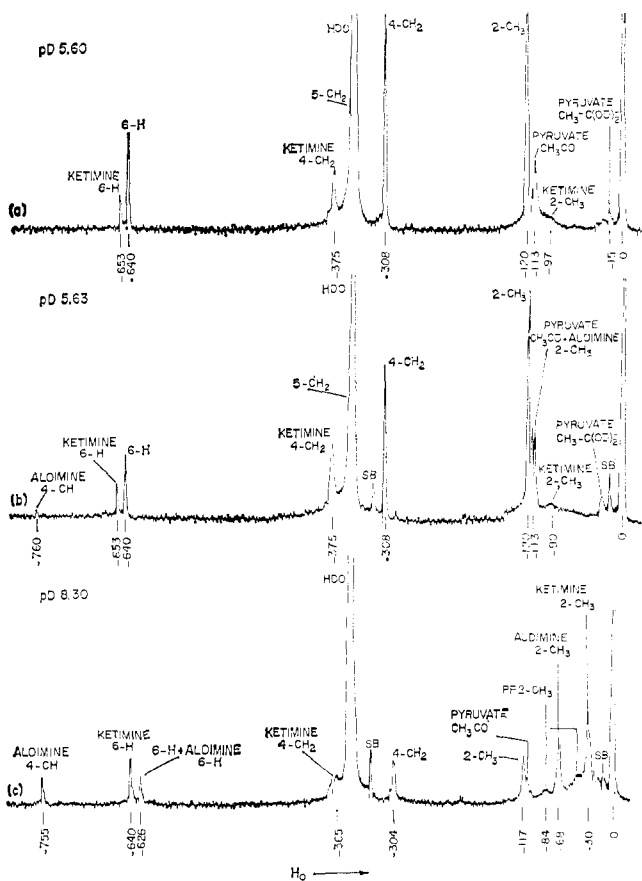 pD 5.60
HDO
4-CH₂
2-CH₃
5-CH₂
6-H
KETIMINE
6-H
KETIMINE
4-CH₂
PYRUVATE
CH₃-C(OD)₂
PYRUVATE
CH₃CO
KETIMINE
2-CH₃
(a)
-653
-640
-375
-308
-120
-113
-97
-15
0
pD 5.63
HDO
2-CH₃
5-CH₂
4-CH₂
PYRUVATE
CH₃CO+ALDIMINE
2-CH₃
KETIMINE
6-H
6-H
KETIMINE
4-CH₂
SB
PYRUVATE
CH₃-C(OD)₂
SB
ALDIMINE
4-CH
KETIMINE
2-CH₃
(b)
-760
-653
-640
-375
-308
-120
-113
-90
0
pD 8.30
HDO
KETIMINE
2-CH₃
ALDIMINE
2-CH₃
2-CH₃
PYRUVATE
CH₃CO
ALDIMINE
4-CH
KETIMINE
6-H
6-H+ALDIMINE
6-H
KETIMINE
4-CH₂
SB
4-CH₂
2-CH₃
SB
(c)
-755
-640
-626
-305
-304
-117
-84
-68
-30
0
H₀